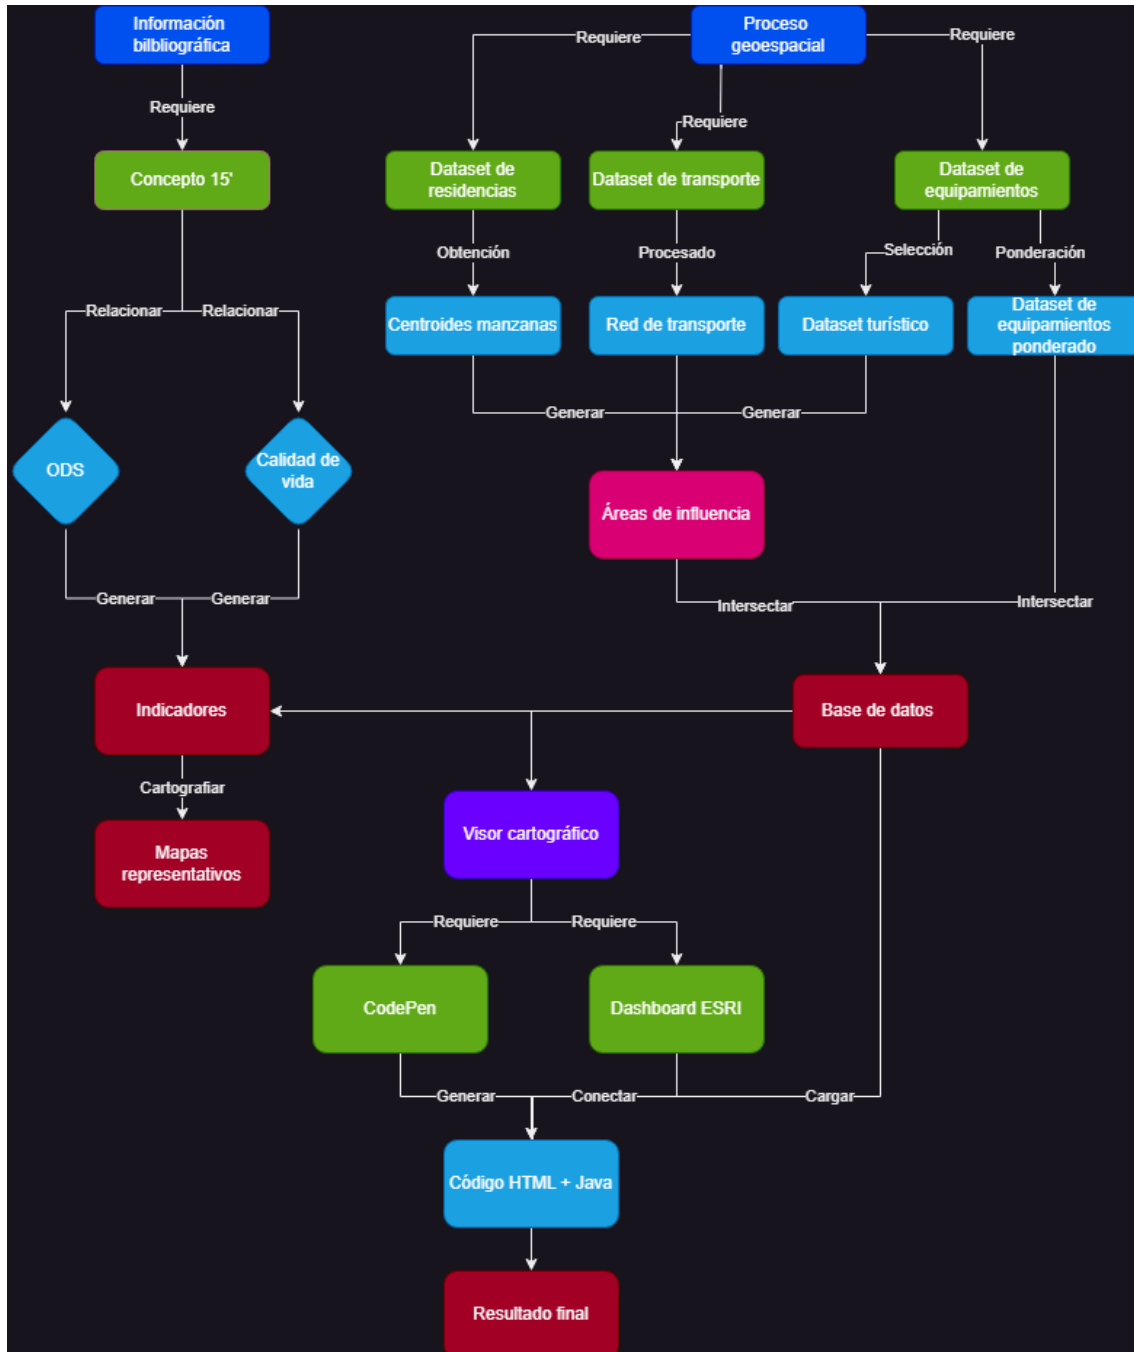 Información
bilbliográfica
Proceso
geoespacial
Requiere
Requiere
Requiere
Requiere
Concepto 15'
Dataset de
residencias
Dataset de transporte
Dataset de
equipamientos
Obtención
Procesado
Selección
Ponderación
Relacionar
Relacionar
Centroides manzanas
Red de transporte
Dataset turístico
Dataset de
equipamientos
ponderado
Generar
Generar
ODS
Calidad de
vida
Áreas de influencia
Generar
Generar
Intersectar
Intersectar
Indicadores
Base de datos
Cartografiar
Visor cartográfico
Mapas
representativos
Requiere
Requiere
CodePen
Dashboard ESRI
Generar
Conectar
Cargar
Código HTML + Java
Resultado final